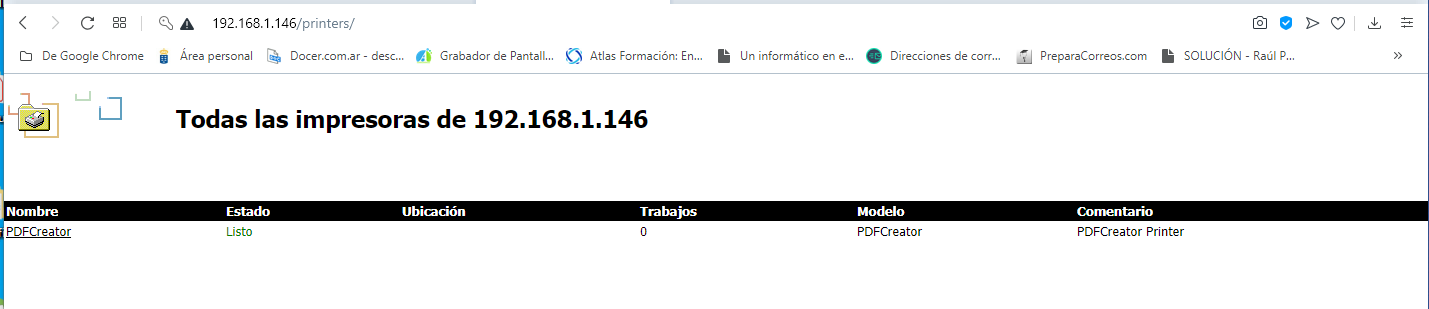 192.168.1.146/printers/
De Google Chrome Área personal Docer.com.ar - desc... Grabador de Pantall... Atlas Formación: En... Un informático en e... Direcciones de corr... PreparaCorreos.com SOLUCIÓN - Raúl P... »
Todas las impresoras de 192.168.1.146
Nombre Estado Ubicación Trabajos Modelo Comentario
PDFCreator Listo 0 PDFCreator PDFCreator Printer